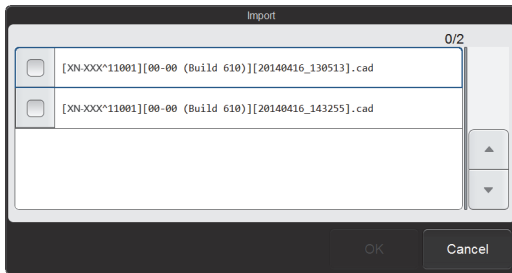 Import
0/2
[XN-XXX^11001][00-00 (Build 610)][20140416_130513].cad
[XN-XXX^11001][00-00 (Build 610)][20140416_143255].cad
OK
Cancel